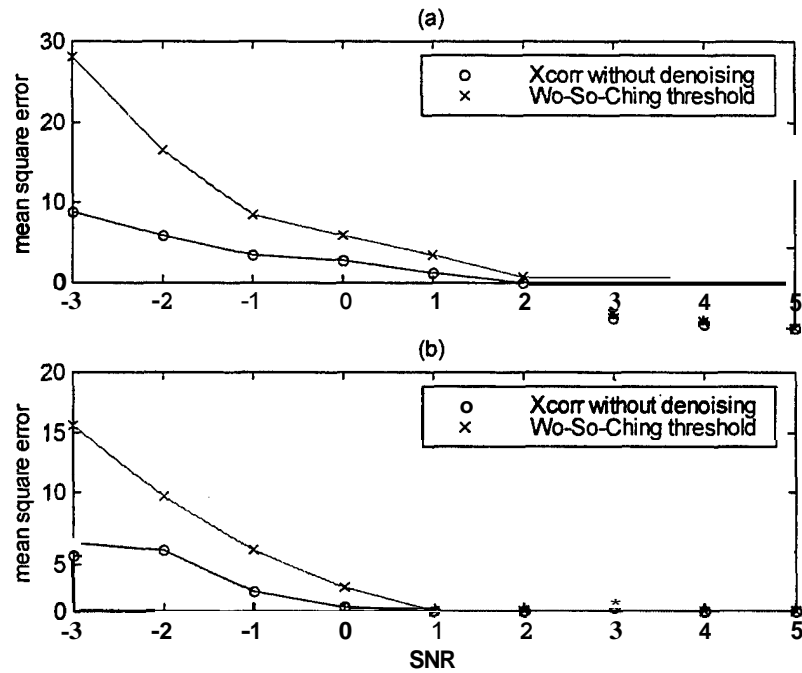 (a)
30
20
10
0
mean square error
Xcorr without denoising
Wo-So-Ching threshold
-3 -2 -1 0 1 2 3 4 5
(b)
20
15
10
5
0
mean square error
Xcorr without denoising
Wo-So-Ching threshold
-3 -2 -1 0 1 2 3 4 5
SNR